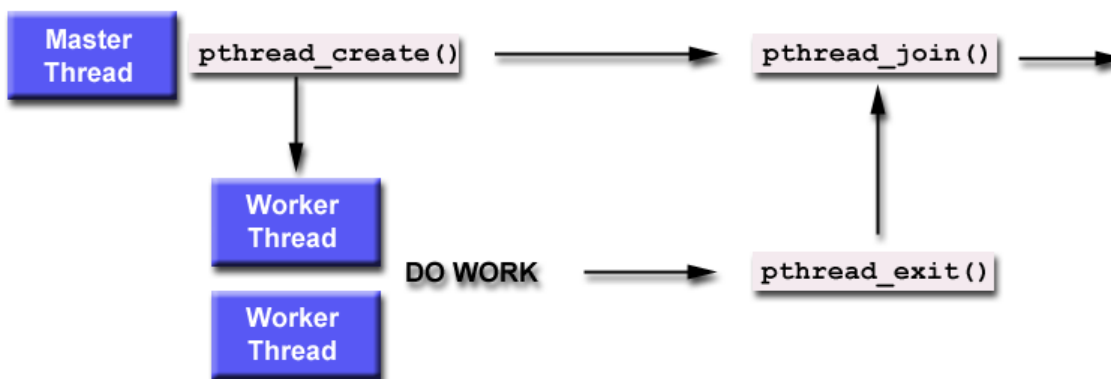 Master
Thread
pthread_create()
pthread_join()
Worker
Thread
DO WORK
pthread_exit()
Worker
Thread